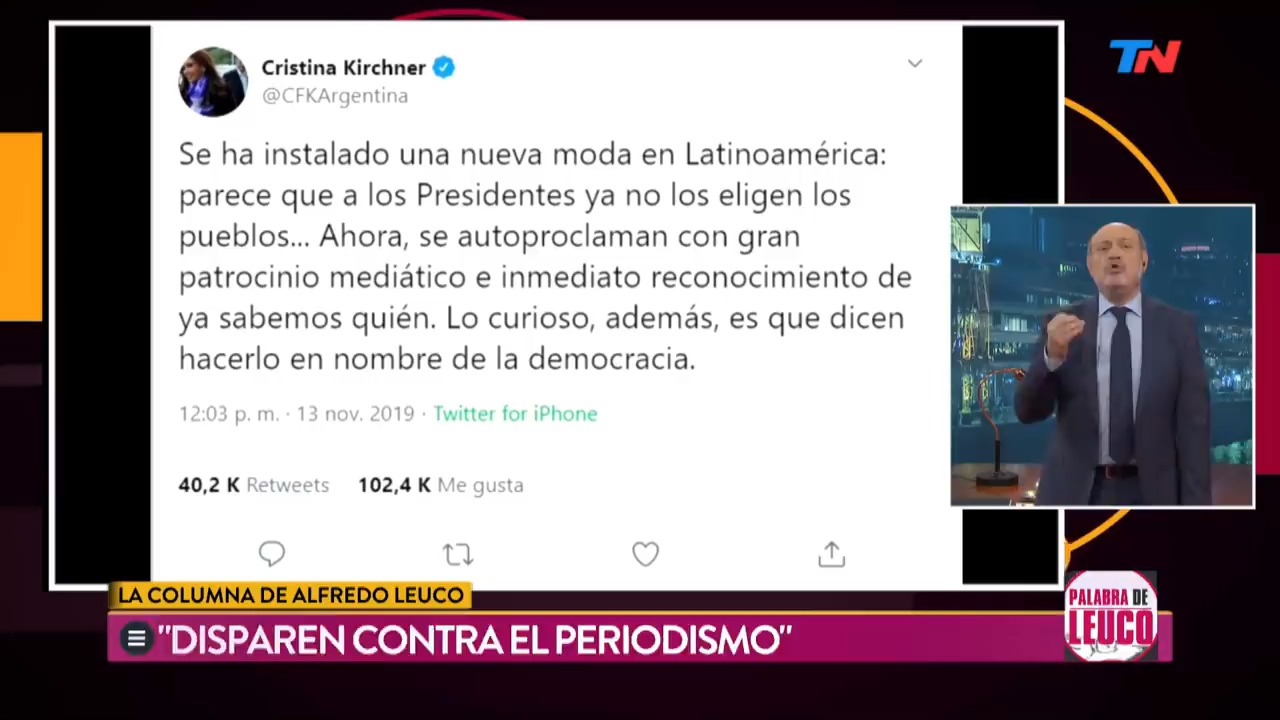 Cristina Kirchner
@CFKArgentina
TN
Se ha instalado una nueva moda en Latinoamérica:
parece que a los Presidentes ya no los eligen los
pueblos... Ahora, se autoproclaman con gran
patrocinio mediático e inmediato reconocimiento de
ya sabemos quién. Lo curioso, además, es que dicen
hacerlo en nombre de la democracia.
12:03 p. m. · 13 nov. 2019 · Twitter for iPhone
40,2 K Retweets 102,4 K Me gusta
LA COLUMNA DE ALFREDO LEUCO
"DISPAREN CONTRA EL PERIODISMO"
PALABRA DE
LEUCO